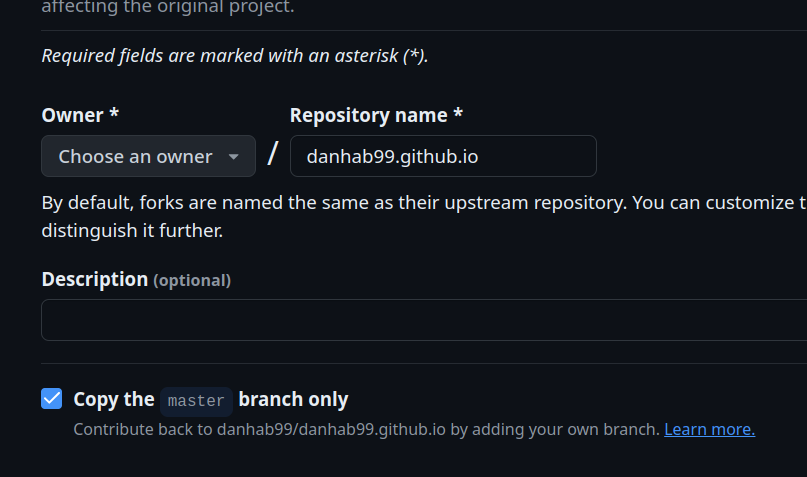 affecting the original project.
Required fields are marked with an asterisk (*).
Owner * Repository name *
Choose an owner / danhab99.github.io
By default, forks are named the same as their upstream repository. You can customize t
distinguish it further.
Description (optional)
Copy the master branch only
Contribute back to danhab99/danhab99.github.io by adding your own branch. Learn more.